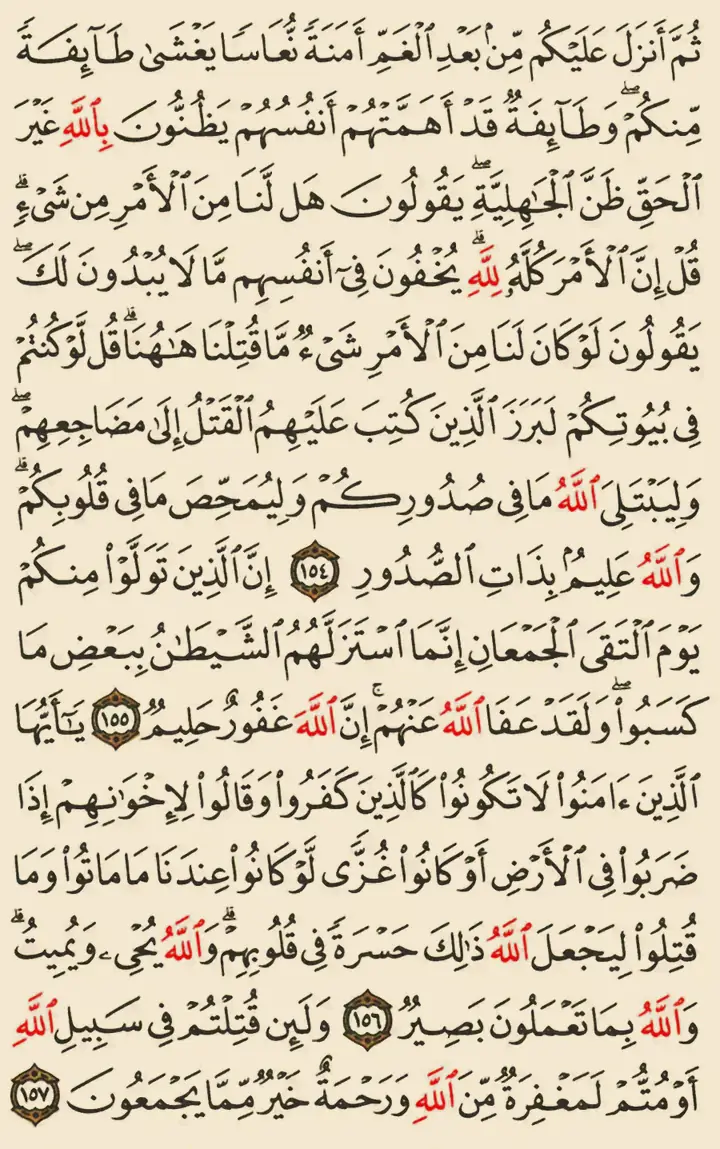 ثُمَّ أَنزَلَ عَلَيْكُم مِّنۢ بَعْدِ ٱلْغَمِّ أَمَنَةً نُّعَاسًا يَغْشَىٰ طَآئِفَةً
مِّنكُمْ ۖ وَطَآئِفَةٌ قَدْ أَهَمَّتْهُمْ أَنفُسُهُمْ يَظُنُّونَ بِٱللَّهِ غَيْرَ
ٱلْحَقِّ ظَنَّ ٱلْجَـٰهِلِيَّةِ ۖ يَقُولُونَ هَل لَّنَا مِنَ ٱلْأَمْرِ مِن شَىْءٍ ۗ
قُلْ إِنَّ ٱلْأَمْرَ كُلَّهُۥ لِلَّهِ ۗ يُخْفُونَ فِىٓ أَنفُسِهِم مَّا لَا يُبْدُونَ لَكَ ۖ
يَقُولُونَ لَوْ كَانَ لَنَا مِنَ ٱلْأَمْرِ شَىْءٌ مَّا قُتِلْنَا هَـٰهُنَا ۗ قُل لَّوْ كُنتُمْ
فِى بُيُوتِكُمْ لَبَرَزَ ٱلَّذِينَ كُتِبَ عَلَيْهِمُ ٱلْقَتْلُ إِلَىٰ مَضَاجِعِهِمْ ۖ
وَلِيَبْتَلِىَ ٱللَّهُ مَا فِى صُدُورِكُمْ وَلِيُمَحِّصَ مَا فِى قُلُوبِكُمْ ۗ
وَٱللَّهُ عَلِيمٌۢ بِذَاتِ ٱلصُّدُورِ ١٥٤ إِنَّ ٱلَّذِينَ تَوَلَّوْا۟ مِنكُمْ
يَوْمَ ٱلْتَقَى ٱلْجَمْعَانِ إِنَّمَا ٱسْتَزَلَّهُمُ ٱلشَّيْطَـٰنُ بِبَعْضِ مَا
كَسَبُوا۟ ۖ وَلَقَدْ عَفَا ٱللَّهُ عَنْهُمْ ۚ إِنَّ ٱللَّهَ غَفُورٌ حَلِيمٌ ١٥٥ يَـٰٓأَيُّهَا
ٱلَّذِينَ ءَامَنُوا۟ لَا تَكُونُوا۟ كَٱلَّذِينَ كَفَرُوا۟ وَقَالُوا۟ لِإِخْوَٰنِهِمْ إِذَا
ضَرَبُوا۟ فِى ٱلْأَرْضِ أَوْ كَانُوا۟ غُزًّى لَّوْ كَانُوا۟ عِندَنَا مَا مَاتُوا۟ وَمَا
قُتِلُوا۟ لِيَجْعَلَ ٱللَّهُ ذَٰلِكَ حَسْرَةً فِى قُلُوبِهِمْ ۗ وَٱللَّهُ يُحْىِۦ وَيُمِيتُ ۗ
وَٱللَّهُ بِمَا تَعْمَلُونَ بَصِيرٌ ١٥٦ وَلَئِن قُتِلْتُمْ فِى سَبِيلِ ٱللَّهِ
أَوْ مُتُّمْ لَمَغْفِرَةٌ مِّنَ ٱللَّهِ وَرَحْمَةٌ خَيْرٌ مِّمَّا يَجْمَعُونَ ١٥٧